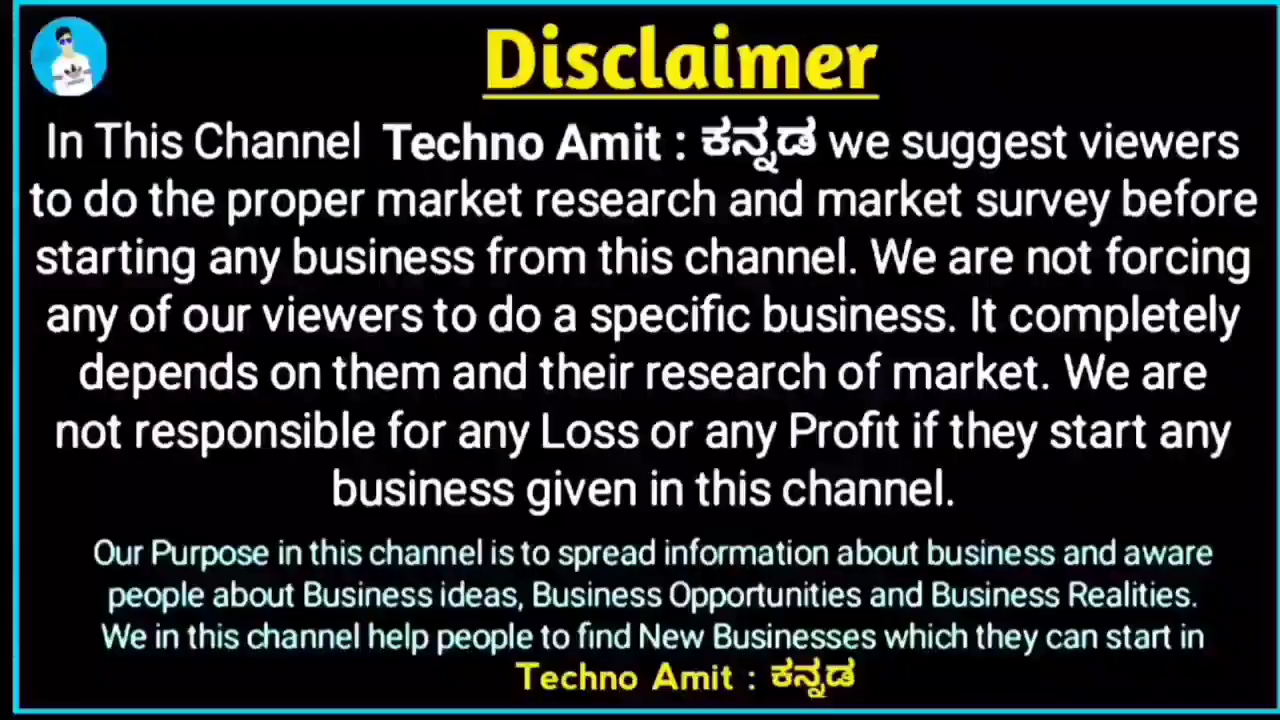 Disclaimer
In This Channel Techno Amit : ಕನ್ನಡ we suggest viewers
to do the proper market research and market survey before
starting any business from this channel. We are not forcing
any of our viewers to do a specific business. It completely
depends on them and their research of market. We are
not responsible for any Loss or any Profit if they start any
business given in this channel.
Our Purpose in this channel is to spread information about business and aware
people about Business ideas, Business Opportunities and Business Realities.
We in this channel help people to find New Businesses which they can start in
Techno Amit : ಕನ್ನಡ